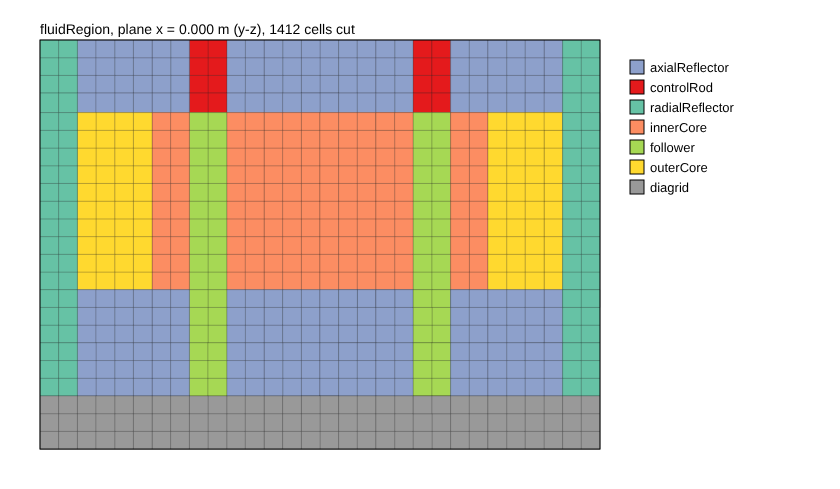 fluidRegion, plane x = 0.000 m (y-z), 1412 cells cut
axialReflector
controlRod
radialReflector
innerCore
follower
outerCore
diagrid